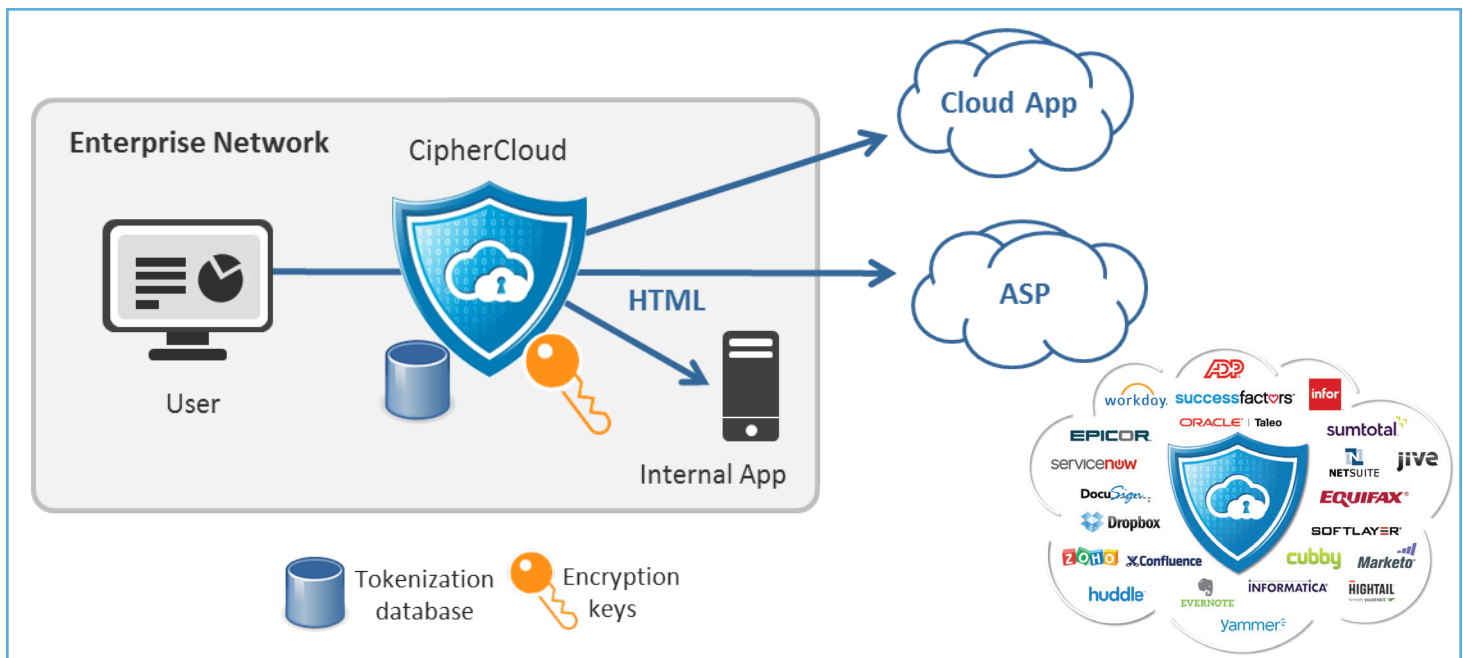 Enterprise Network
CipherCloud
Cloud App
ASP
HTML
User
Internal App
Tokenization
database
Encryption
keys
ADP
workday.
successfactors
infor
ORACLE | Taleo
sumtotal
EPICOR
servicenow
NETSUITE
jive
DocuSign
EQUIFAX
Dropbox
SOFTLAYER
ZOHO
Confluence
cubby
Marketo
huddle
EVERNOTE
INFORMATICA
HIGHTAIL
formerly yousendit
yammer